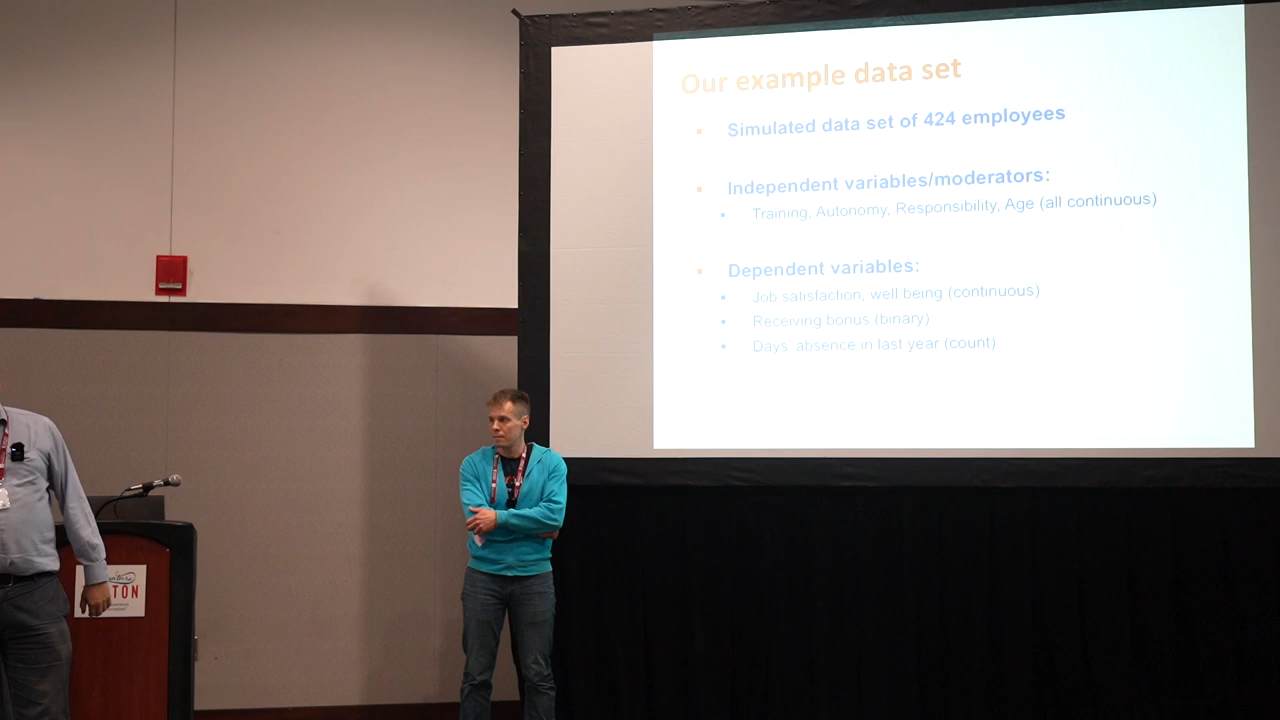 Our example data set
Simulated data set of 424 employees
Independent variables/moderators:
Training, Autonomy, Responsibility, Age (all continuous)
Dependent variables:
Job satisfaction, well being (continuous)
Receiving bonus (binary)
Days' absence in last year (count)
TON